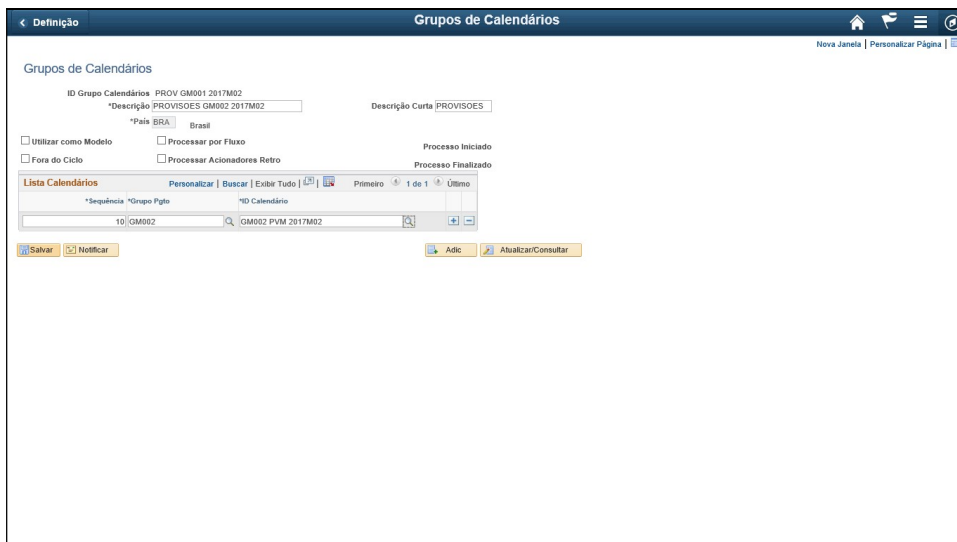 Definição
Grupos de Calendários
Nova Janela | Personalizar Página |
Grupos de Calendários
ID Grupo Calendários PROV GM001 2017M02
*Descrição PROVISOES GM002 2017M02 Descrição Curta PROVISOES
*País BRA Brasil
Utilizar como Modelo Processar por Fluxo Processo Iniciado
Fora do Ciclo Processar Acionadores Retro Processo Finalizado
Lista Calendários Personalizar | Buscar | Exibir Tudo | | Primeiro 1 de 1 Último
*Sequência *Grupo Pgto *ID Calendário
10 GM002 GM002 PVM 2017M02
Salvar Notificar Adic Atualizar/Consultar